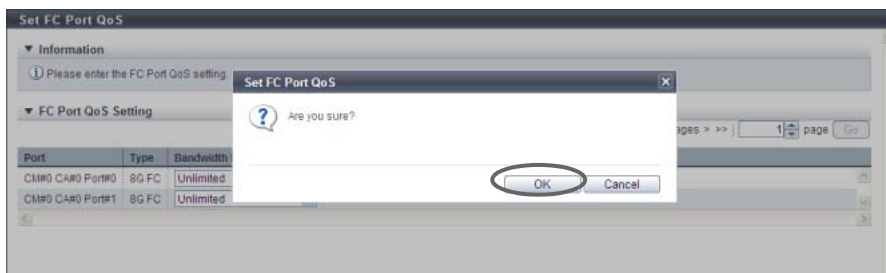 Set FC Port QoS
▼ Information
Please enter the FC Port QoS setting.
Set FC Port QoS
Are you sure?
OK Cancel
▼ FC Port QoS Setting
ages > >> | 1 page Go
Port Type Bandwidth
CM#0 CA#0 Port#0 8G FC Unlimited
CM#0 CA#0 Port#1 8G FC Unlimited